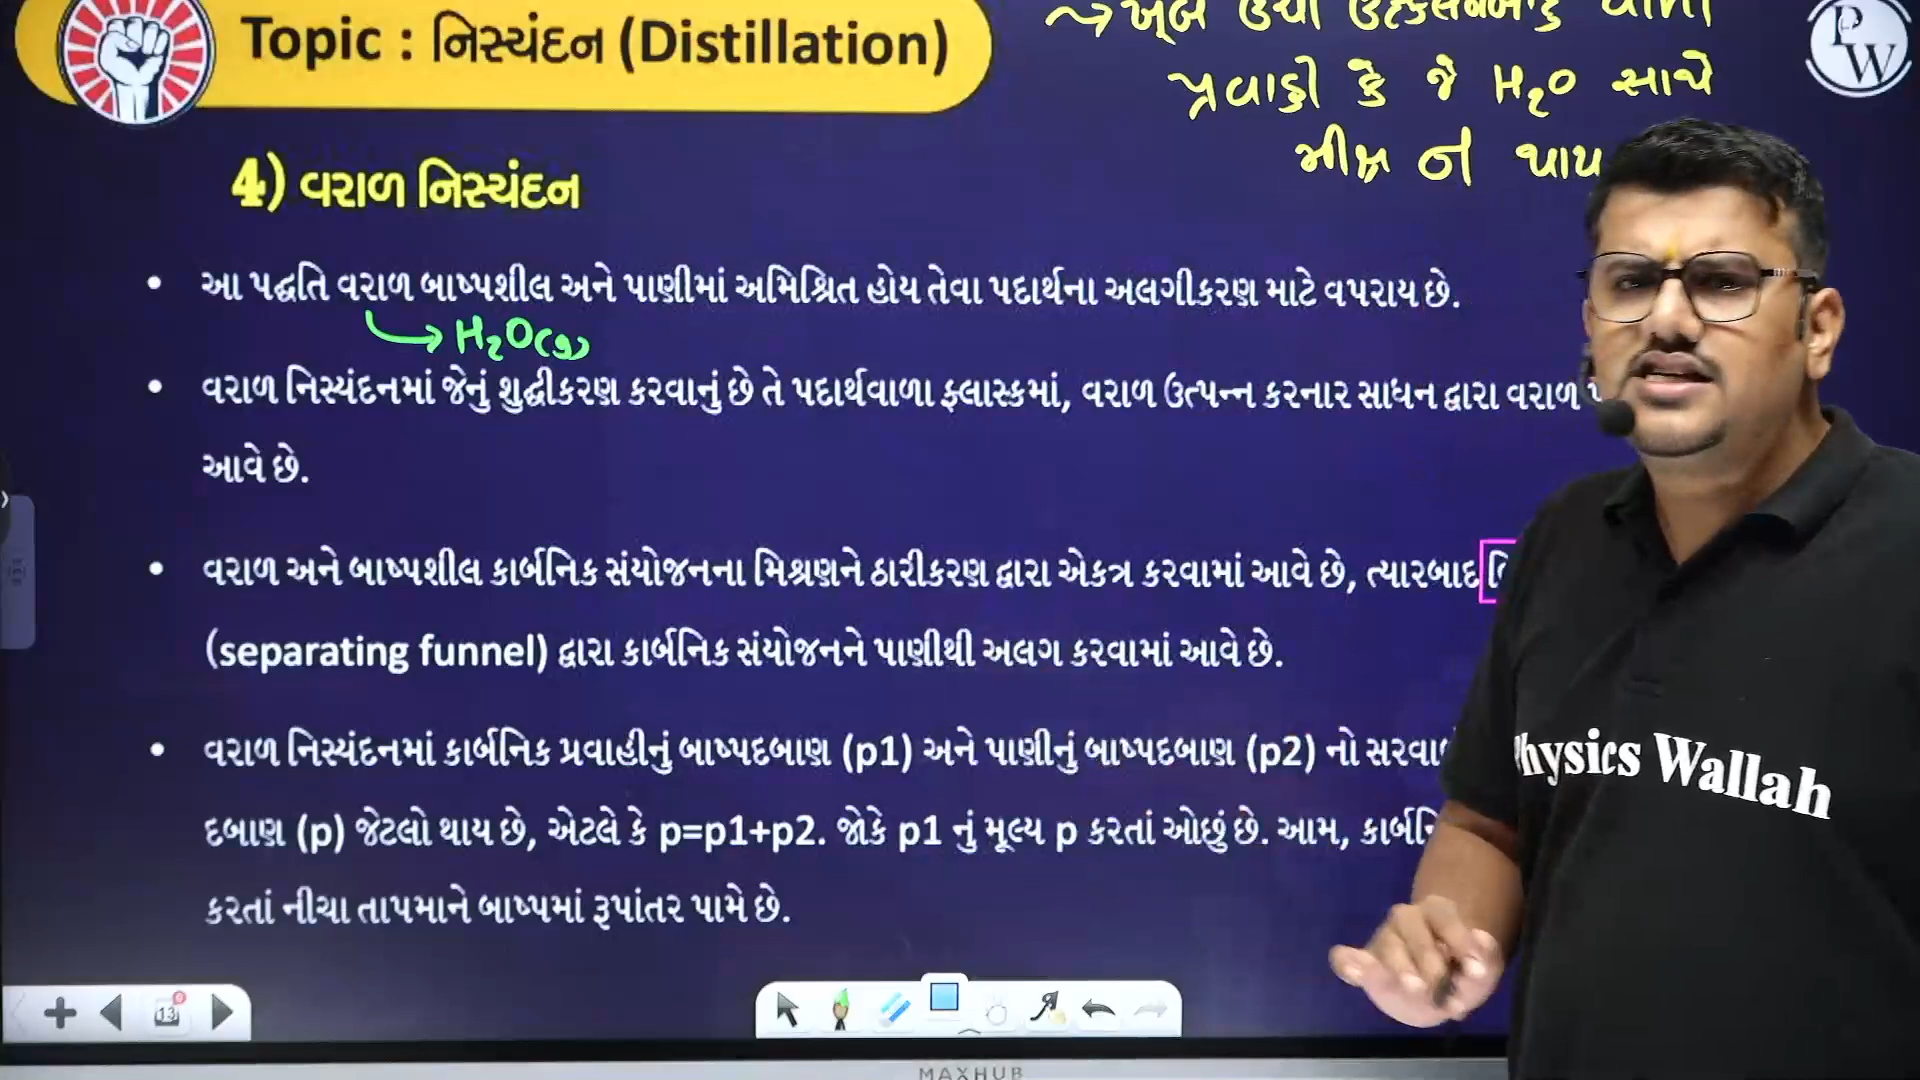 Topic : નિસ્યંદન (Distillation)
પ્રવાહી કે જે H₂O સાથે
મીક્ષ ન થાય
PW
4) વરાળ નિસ્યંદન
• આ પદ્ધતિ વરાળ બાષ્પશીલ અને પાણીમાં અમિશ્રિત હોય તેવા પદાર્થના અલગીકરણ માટે વપરાય છે.
H₂O(g)
• વરાળ નિસ્યંદનમાં જેનું શુદ્ધીકરણ કરવાનું છે તે પદાર્થવાળા ફ્લાસ્કમાં, વરાળ ઉત્પન્ન કરનાર સાધન દ્વારા વરાળ
આવે છે.
• વરાળ અને બાષ્પશીલ કાર્બનિક સંયોજનના મિશ્રણને ઠારીકરણ દ્વારા એકત્ર કરવામાં આવે છે, ત્યારબાદ
(separating funnel) દ્વારા કાર્બનિક સંયોજનને પાણીથી અલગ કરવામાં આવે છે.
• વરાળ નિસ્યંદનમાં કાર્બનિક પ્રવાહીનું બાષ્પદબાણ (p1) અને પાણીનું બાષ્પદબાણ (p2) નો
દબાણ (p) જેટલો થાય છે, એટલે કે p=p1+p2. જોકે p1 નું મૂલ્ય p કરતાં ઓછું છે. આમ,
કરતાં નીચા તાપમાને બાષ્પમાં રૂપાંતર પામે છે.
Physics Wallah
13
MAXHUB